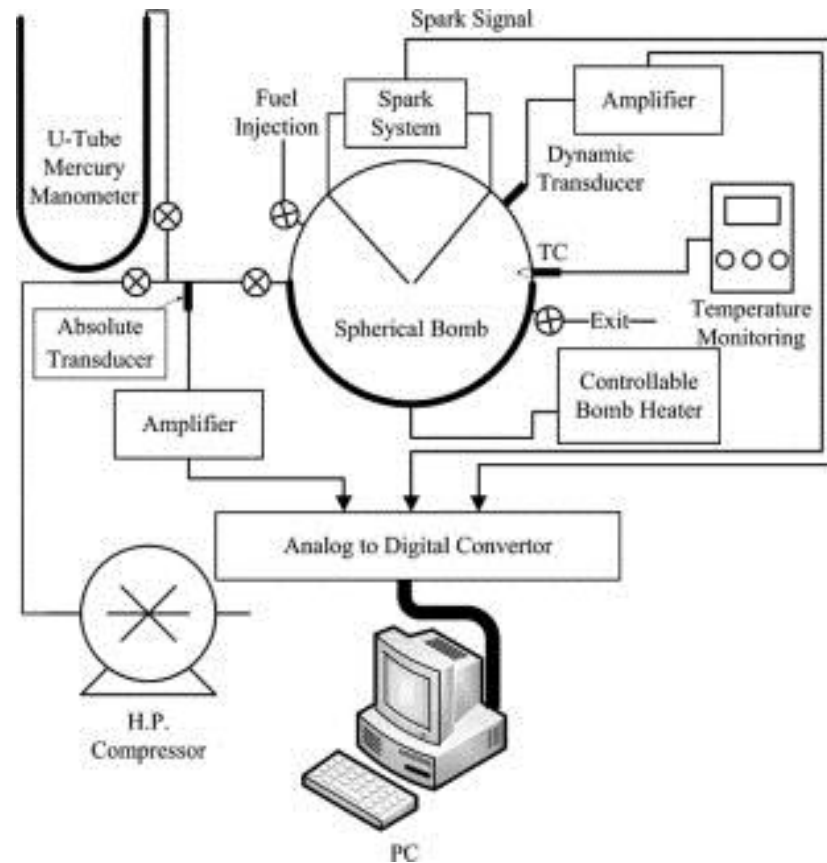 Spark Signal
U-Tube
Mercury
Manometer
Fuel
Injection
Spark
System
Amplifier
Dynamic
Transducer
TC
Temperature
Monitoring
Absolute
Transducer
Spherical Bomb
Exit
Controllable
Bomb Heater
Amplifier
Analog to Digital Convertor
H.P.
Compressor
PC